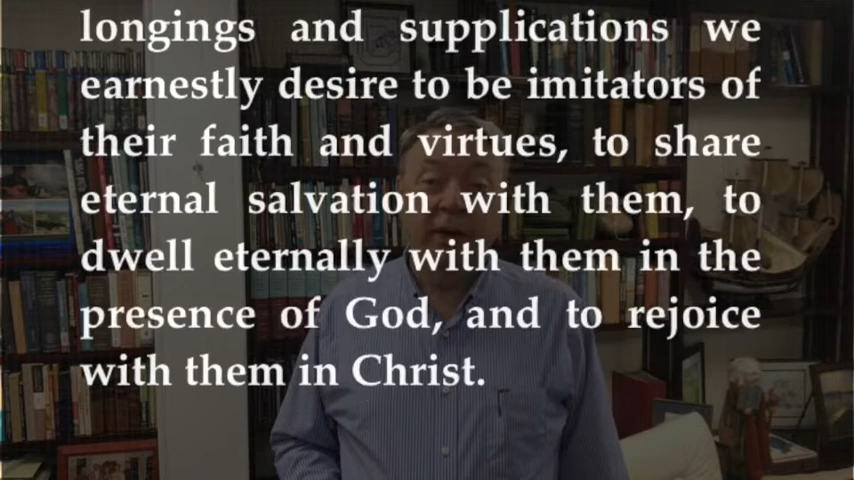 longings and supplications we
earnestly desire to be imitators of
their faith and virtues, to share
eternal salvation with them, to
dwell eternally with them in the
presence of God, and to rejoice
with them in Christ.